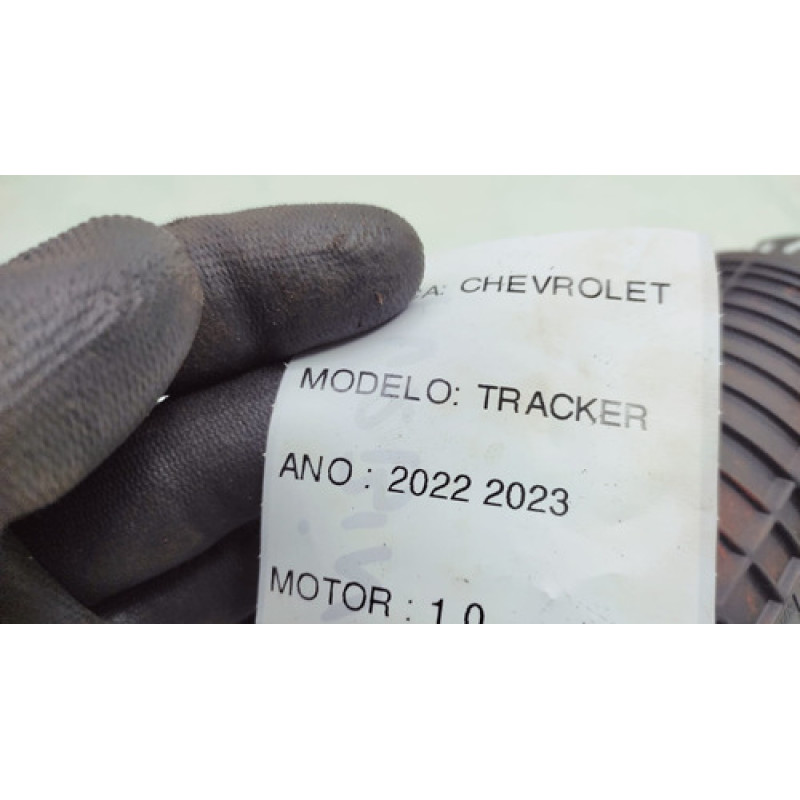 CHEVROLET
MODELO: TRACKER
ANO : 2022 2023
MOTOR : 1.0